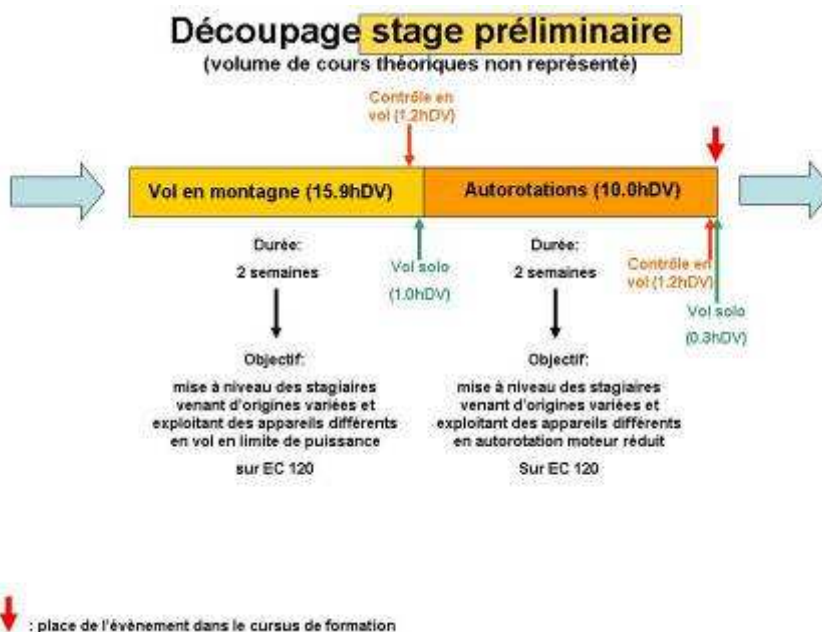 Découpage stage préliminaire
(volume de cours théoriques non représenté)
Contrôle en
vol (1.2hDV)
Vol en montagne (15.9hDV)
Autorotations (10.0hDV)
Durée:
2 semaines
Vol solo
(1.0hDV)
Durée:
2 semaines
Contrôle en
vol (1.2hDV)
Vol solo
(0.3hDV)
Objectif:
mise à niveau des stagiaires
venant d'origines variées et
exploitant des appareils différents
en vol en limite de puissance
sur EC 120
Objectif:
mise à niveau des stagiaires
venant d'origines variées et
exploitant des appareils différents
en autorotation moteur réduit
Sur EC 120
: place de l'évènement dans le cursus de formation